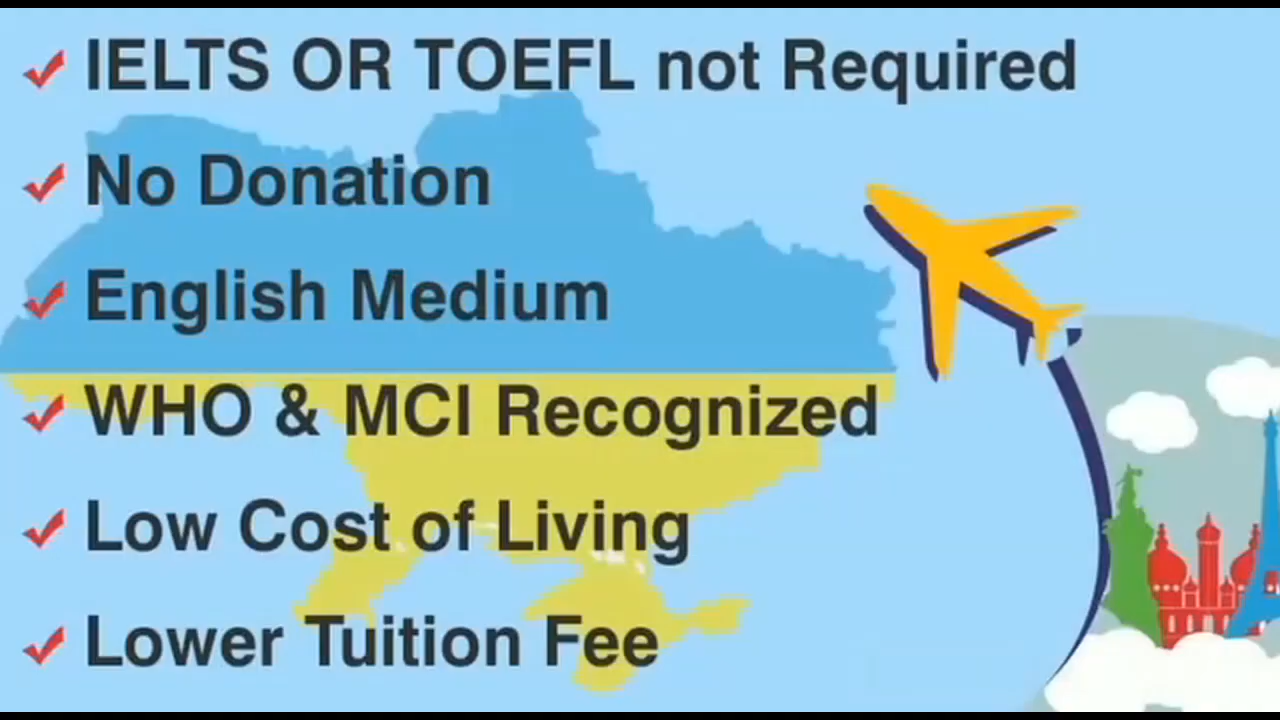 IELTS OR TOEFL not Required
No Donation
English Medium
WHO & MCI Recognized
Low Cost of Living
Lower Tuition Fee